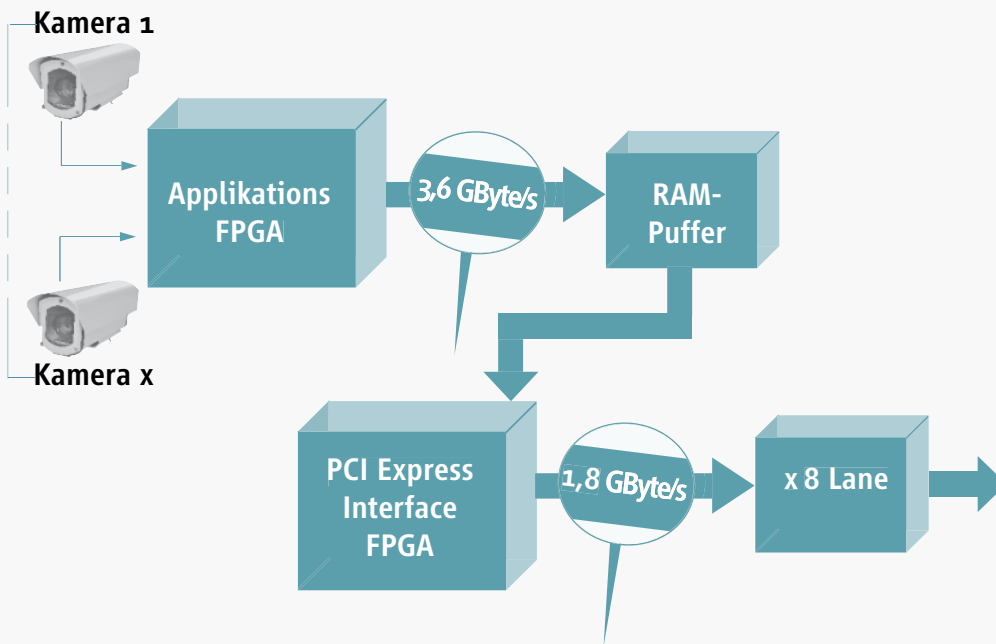 Kamera 1
Applikations
FPGA
3,6 GByte/s
RAM-
Puffer
Kamera x
PCI Express
Interface
FPGA
1,8 GByte/s
x 8 Lane